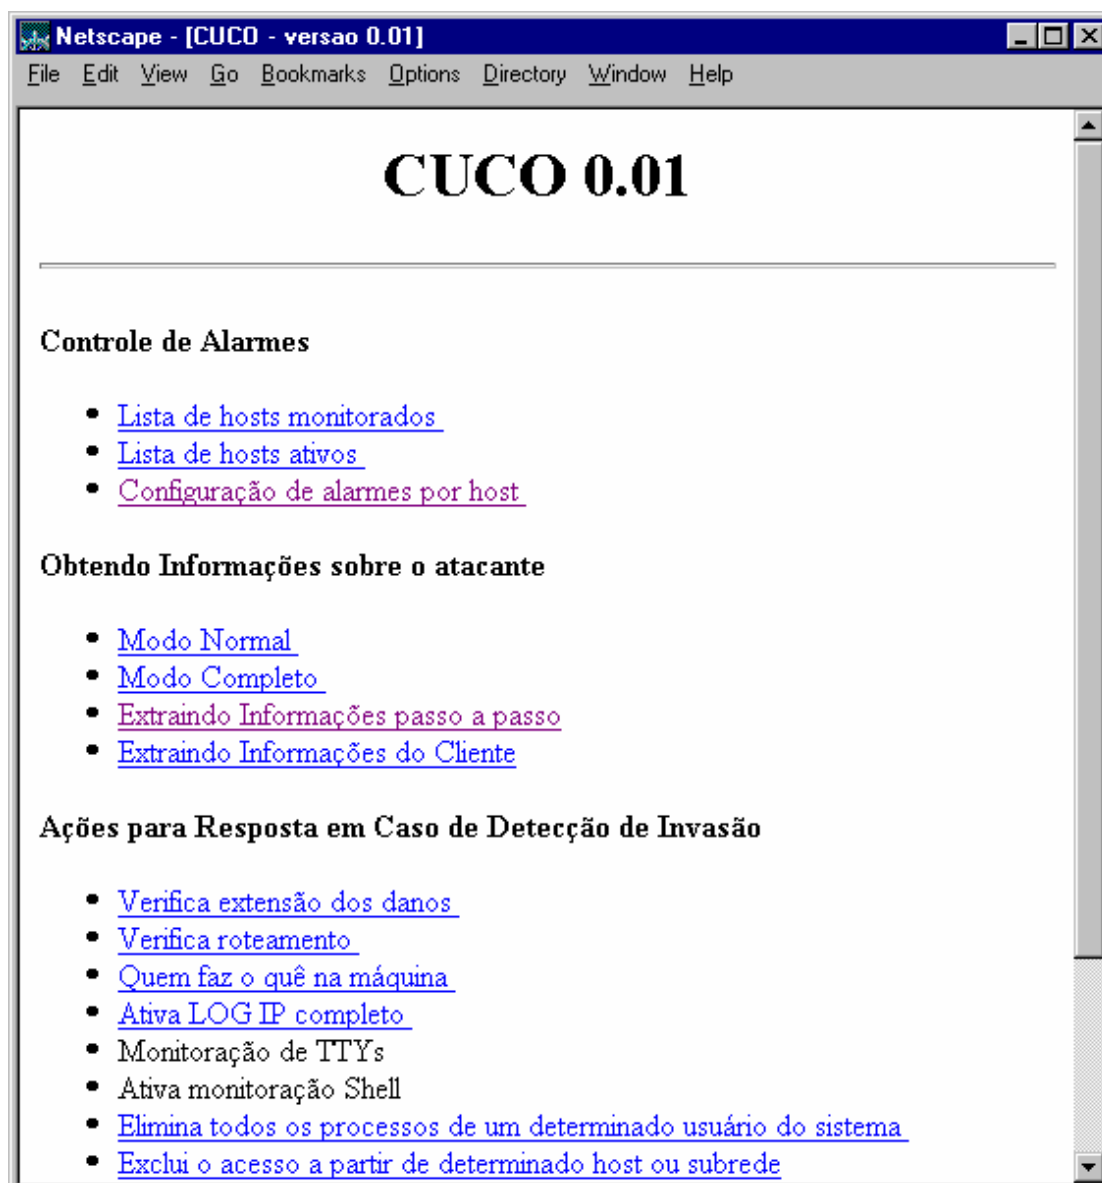 Netscape - [CUCO - versao 0.01]
File Edit View Go Bookmarks Options Directory Window Help
CUCO 0.01
Controle de Alarmes
Lista de hosts monitorados
Lista de hosts ativos
Configuração de alarmes por host
Obtendo Informações sobre o atacante
Modo Normal
Modo Completo
Extraindo Informações passo a passo
Extraindo Informações do Cliente
Ações para Resposta em Caso de Detecção de Invasão
Verifica extensão dos danos
Verifica roteamento
Quem faz o quê na máquina
Ativa LOG IP completo
Monitoração de TTYs
Ativa monitoração Shell
Elimina todos os processos de um determinado usuário do sistema
Exclui o acesso a partir de determinado host ou subrede